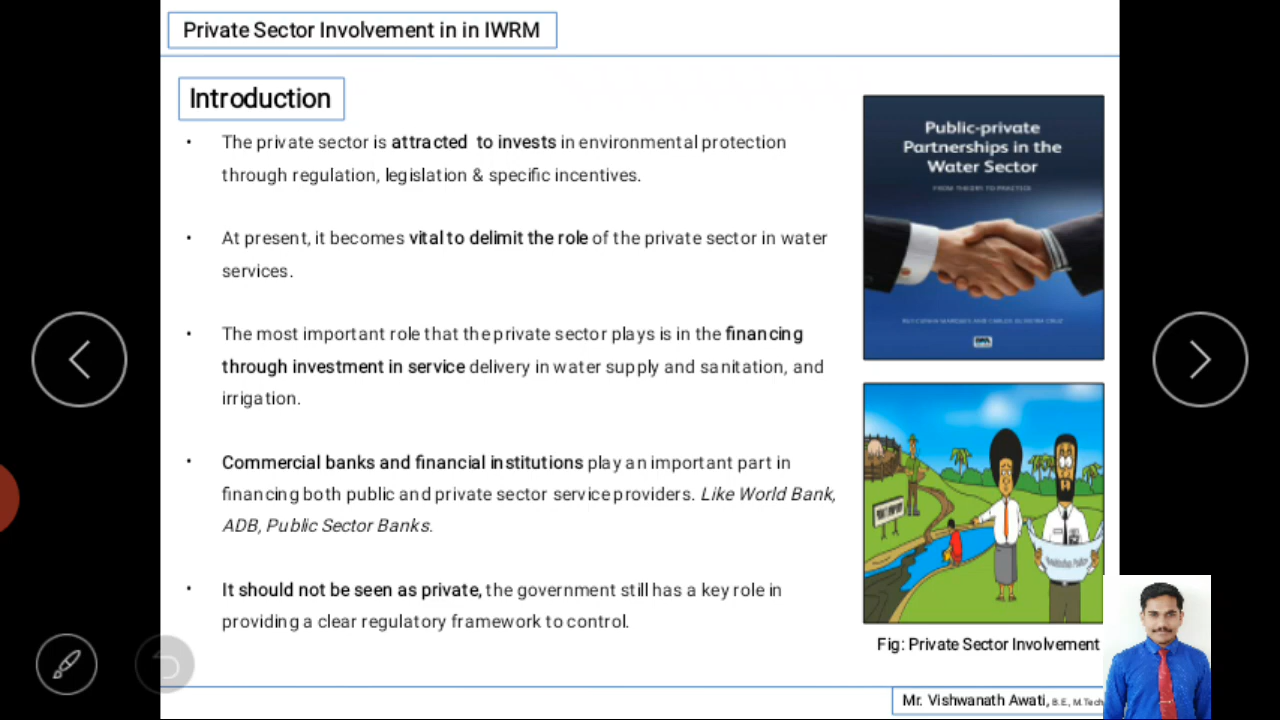 Private Sector Involvement in in IWRM
Introduction
• The private sector is attracted to invests in environmental protection
through regulation, legislation & specific incentives.
• At present, it becomes vital to delimit the role of the private sector in water
services.
• The most important role that the private sector plays is in the financing
through investment in service delivery in water supply and sanitation, and
irrigation.
• Commercial banks and financial institutions play an important part in
financing both public and private sector service providers. Like World Bank,
ADB, Public Sector Banks.
• It should not be seen as private, the government still has a key role in
providing a clear regulatory framework to control.
Public-private
Partnerships in the
Water Sector
FROM THEORY TO PRACTICE
Fig: Private Sector Involvement
Mr. Vishwanath Awati, B.E., M.Tech